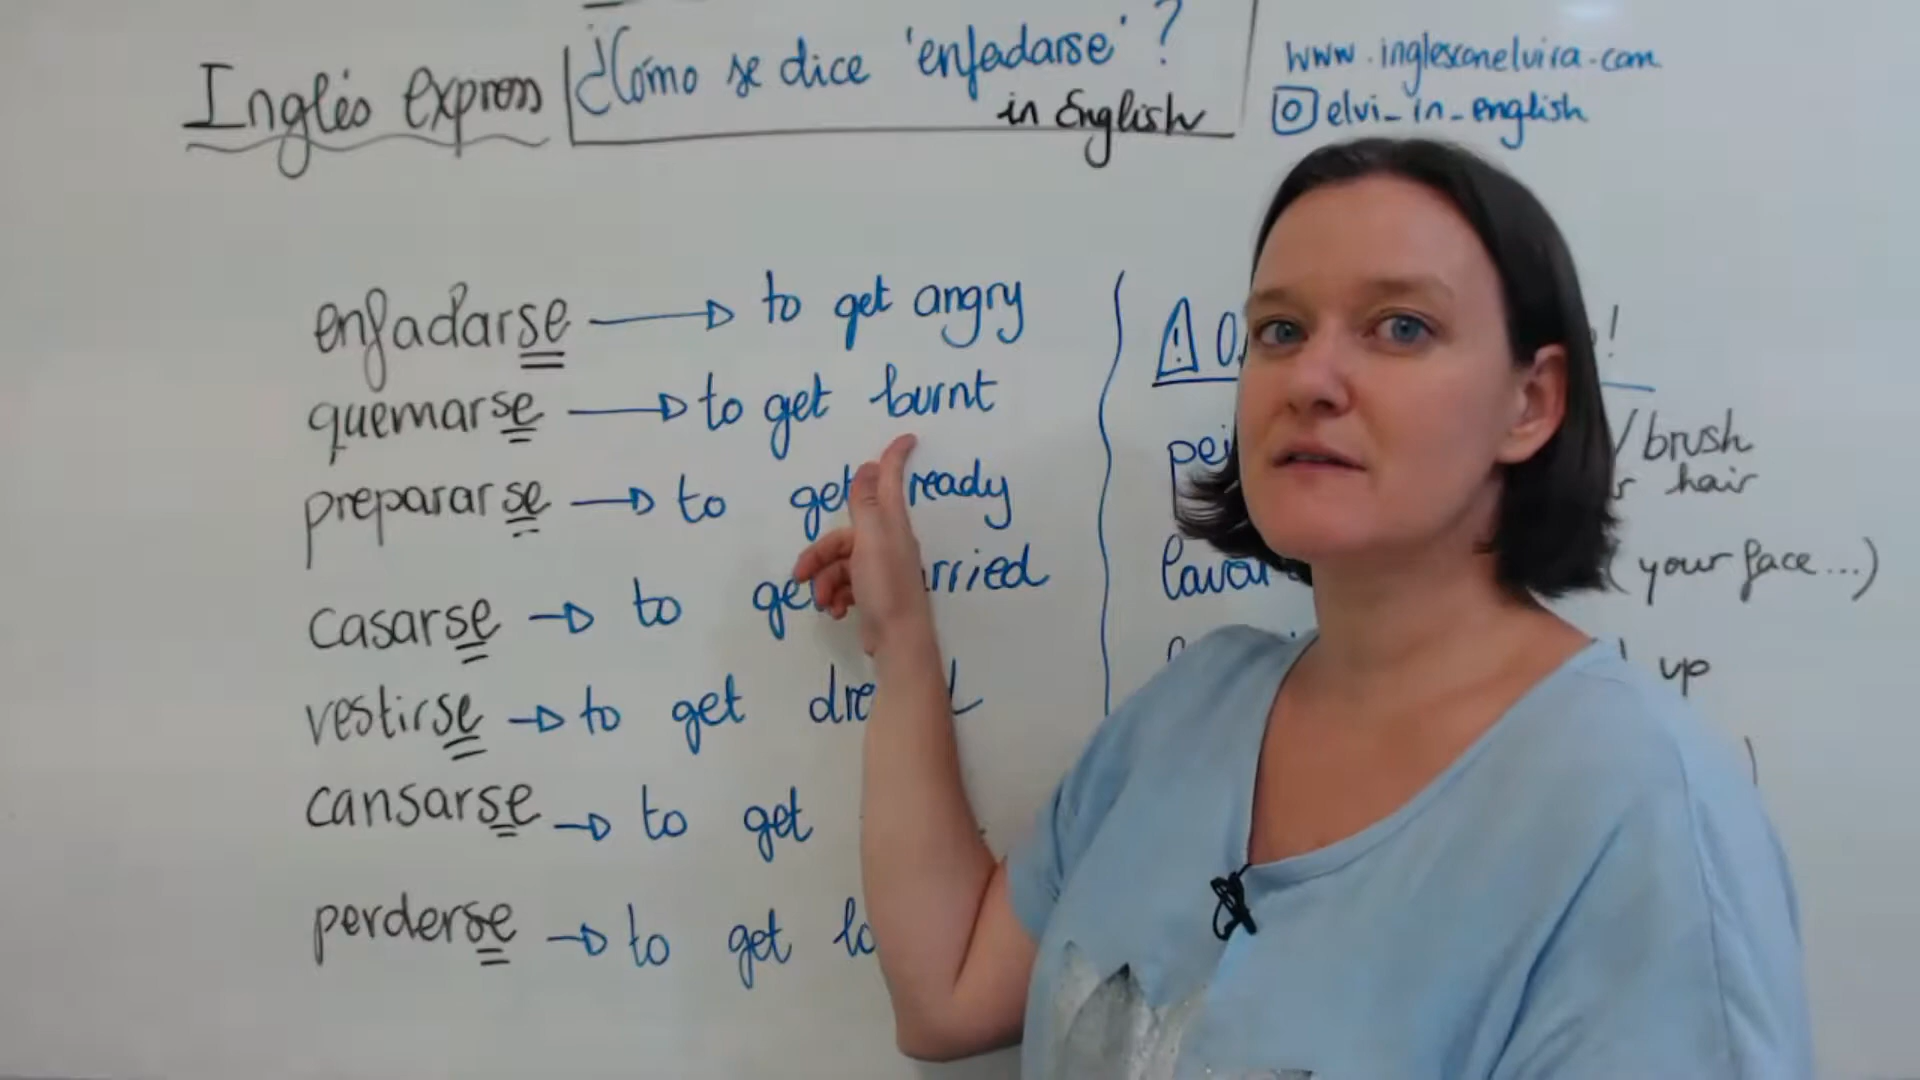 Inglés express
¿Cómo se dice 'enfadarse'?
in English
www.inglesconelvira.com
elvi_in_english
enfadarse → to get angry
quemarse → to get burnt
prepararse → to get ready
casarse → to get
vestirse → to get
cansarse → to get
perderse → to get
brush
hair
(your face...)
up